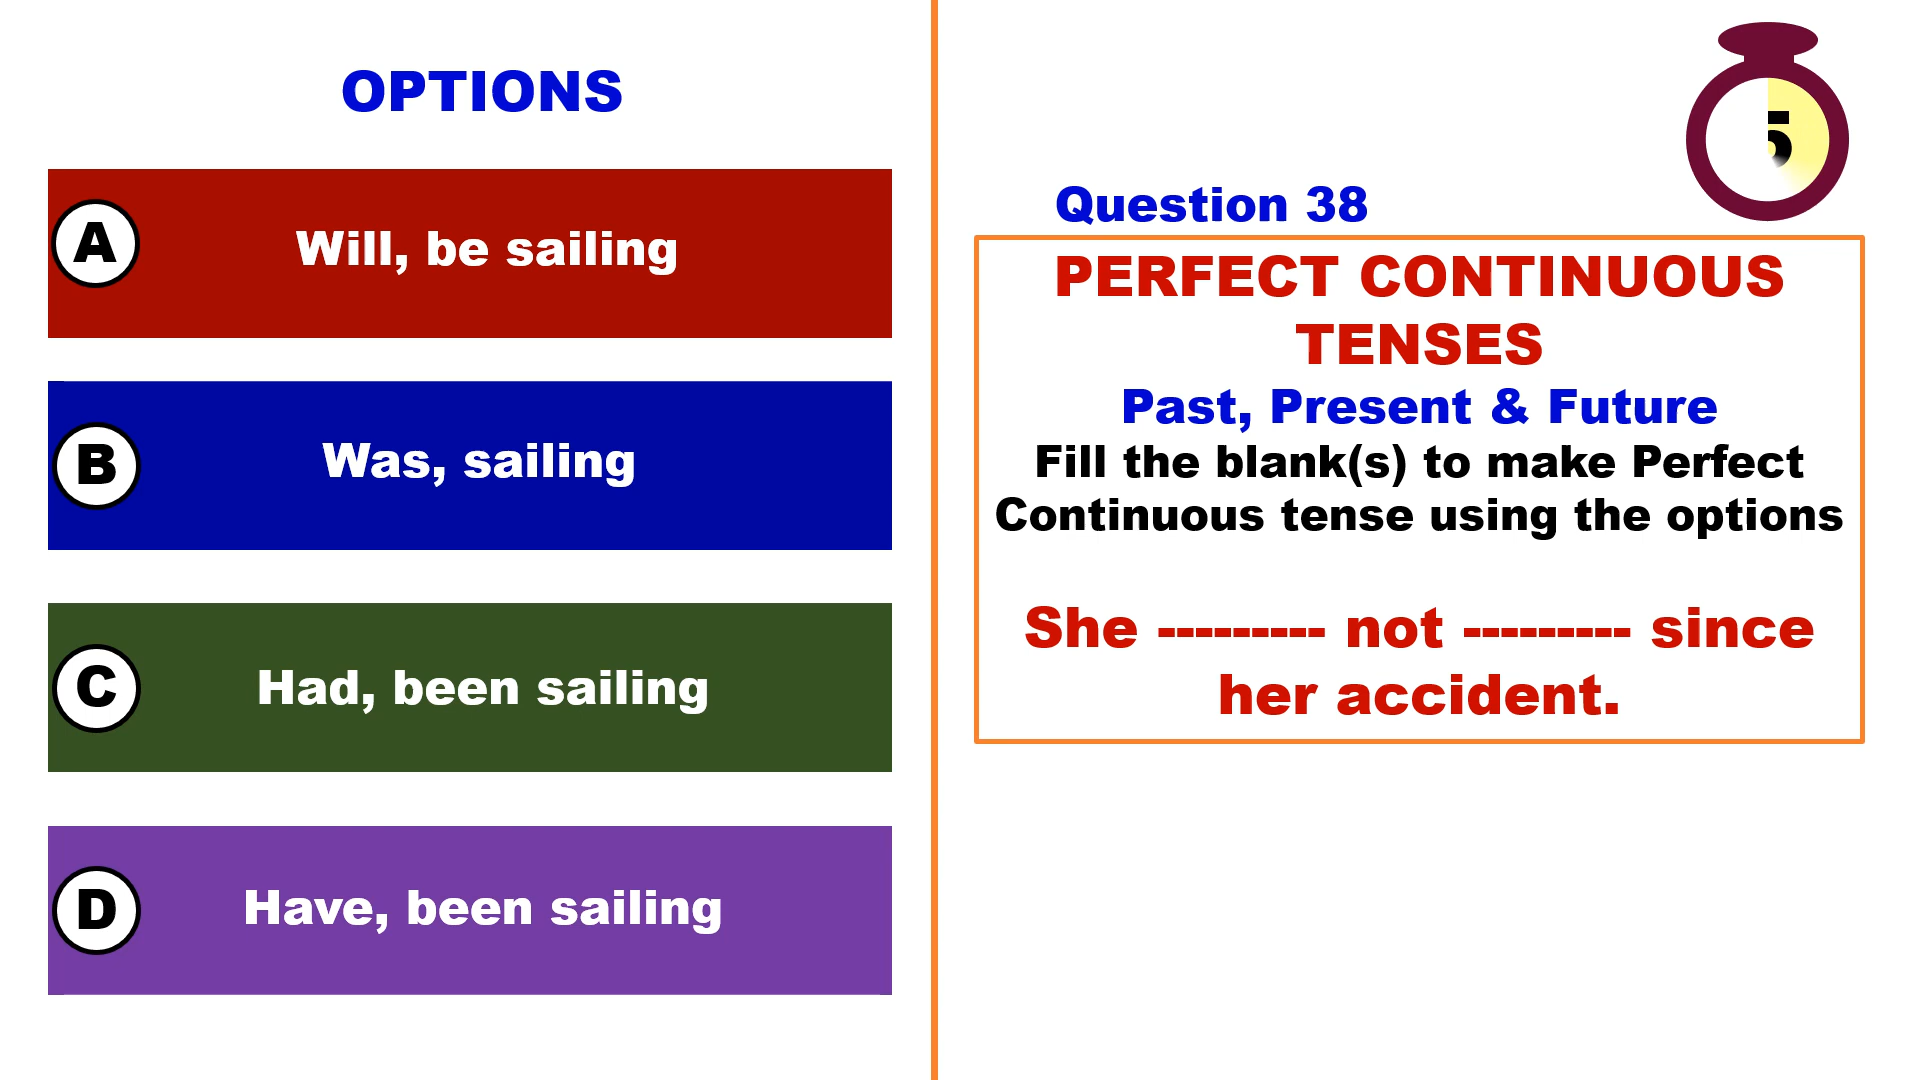 OPTIONS
A
Will, be sailing
B
Was, sailing
C
Had, been sailing
D
Have, been sailing
5
Question 38
PERFECT CONTINUOUS
TENSES
Past, Present & Future
Fill the blank(s) to make Perfect
Continuous tense using the options
She --------- not --------- since
her accident.